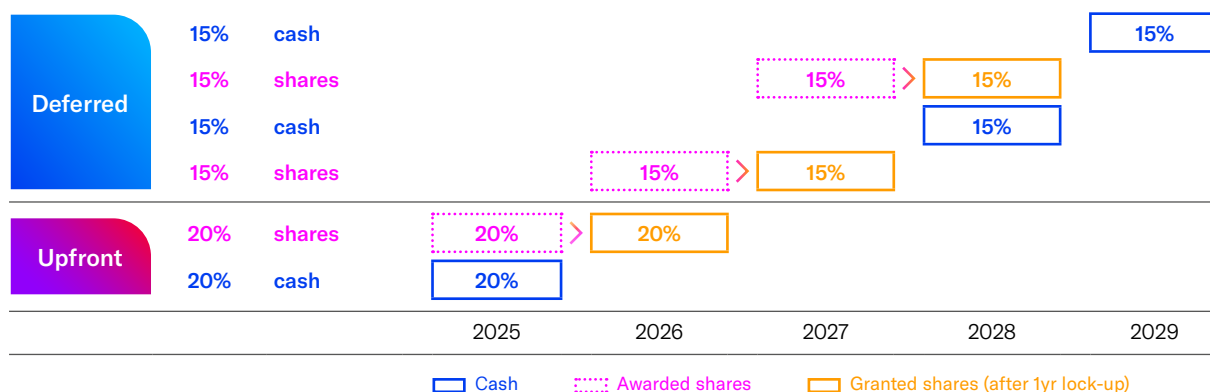 Deferred
15% cash 15%
15% shares 15% 15%
15% cash 15%
15% shares 15% 15%
Upfront
20% shares 20% 20%
20% cash 20%
2025 2026 2027 2028 2029
Cash Awarded shares Granted shares (after 1yr lock-up)